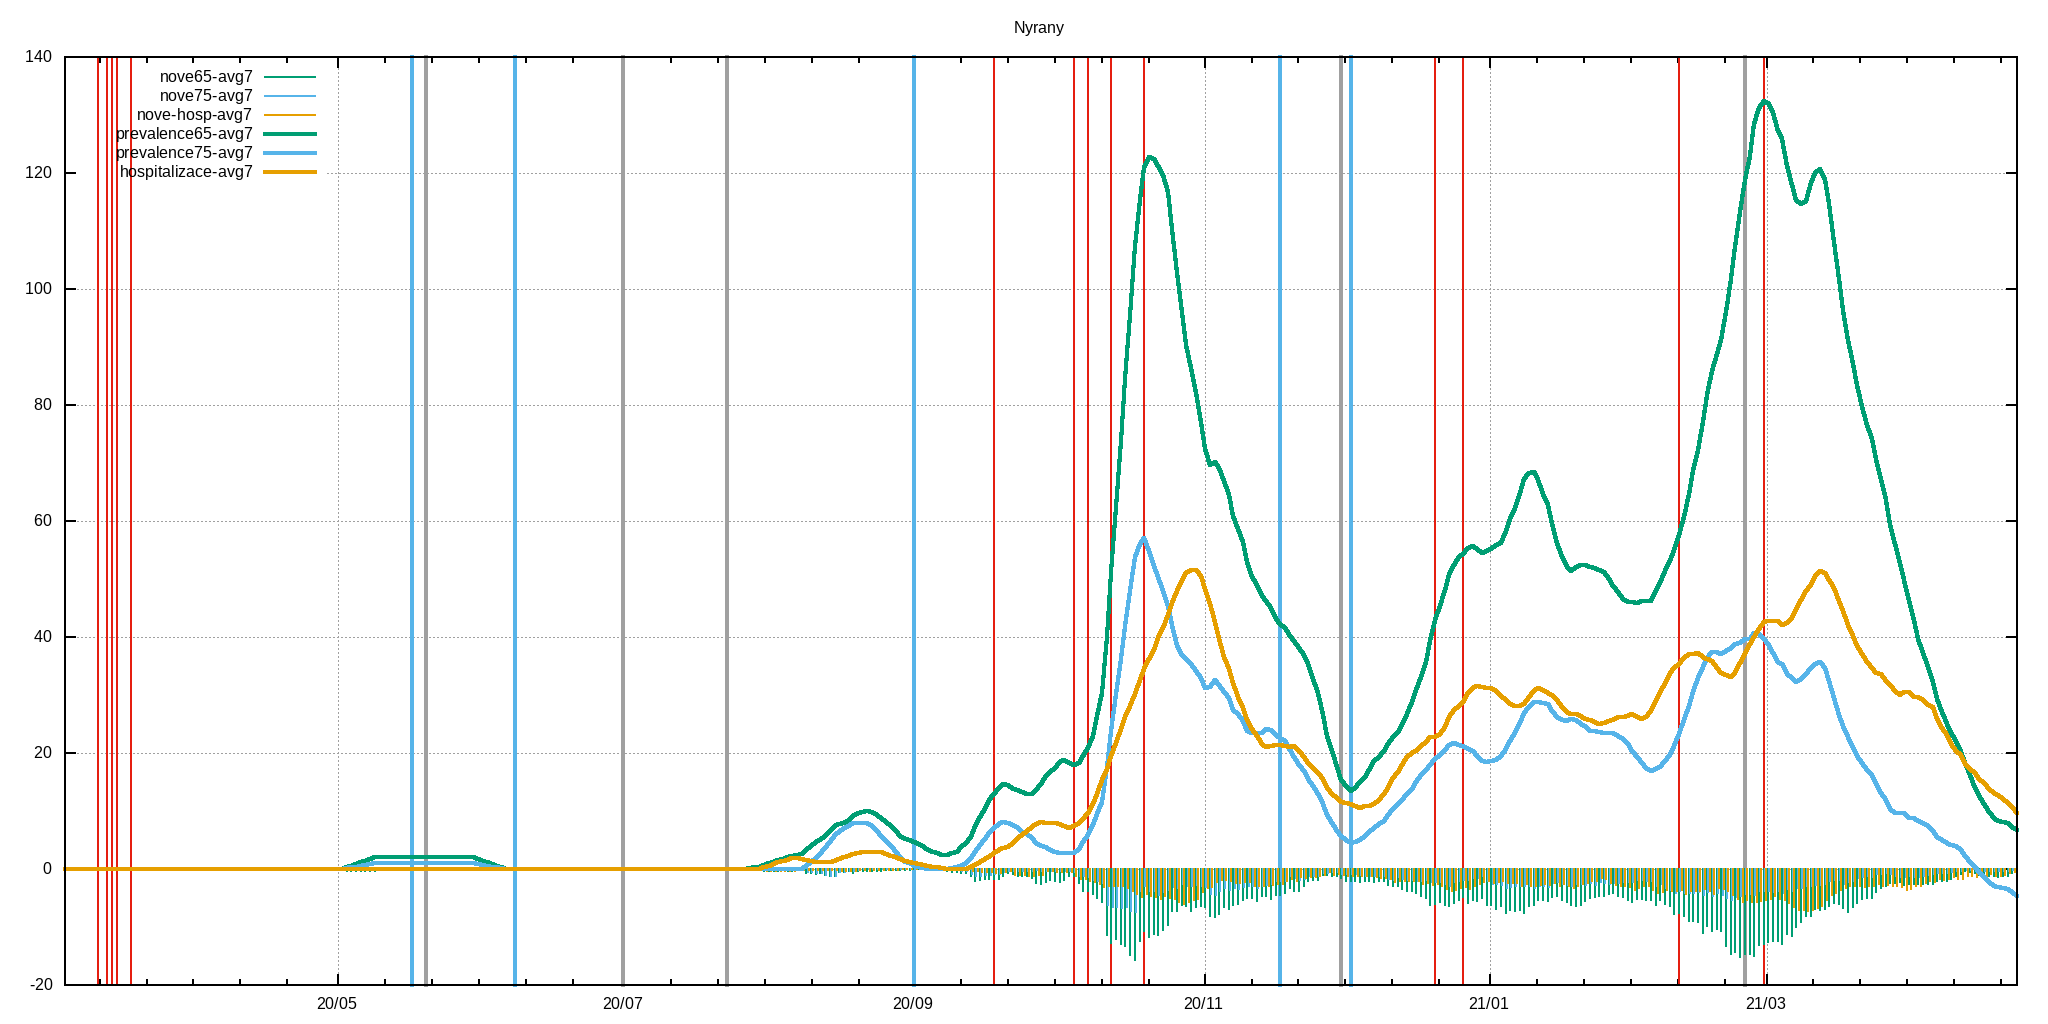 Nyrany
140
120
100
80
60
40
20
0
-20
nove65-avg7
nove75-avg7
nove-hosp-avg7
prevalence65-avg7
prevalence75-avg7
hospitalizace-avg7
20/05 20/07 20/09 20/11 21/01 21/03